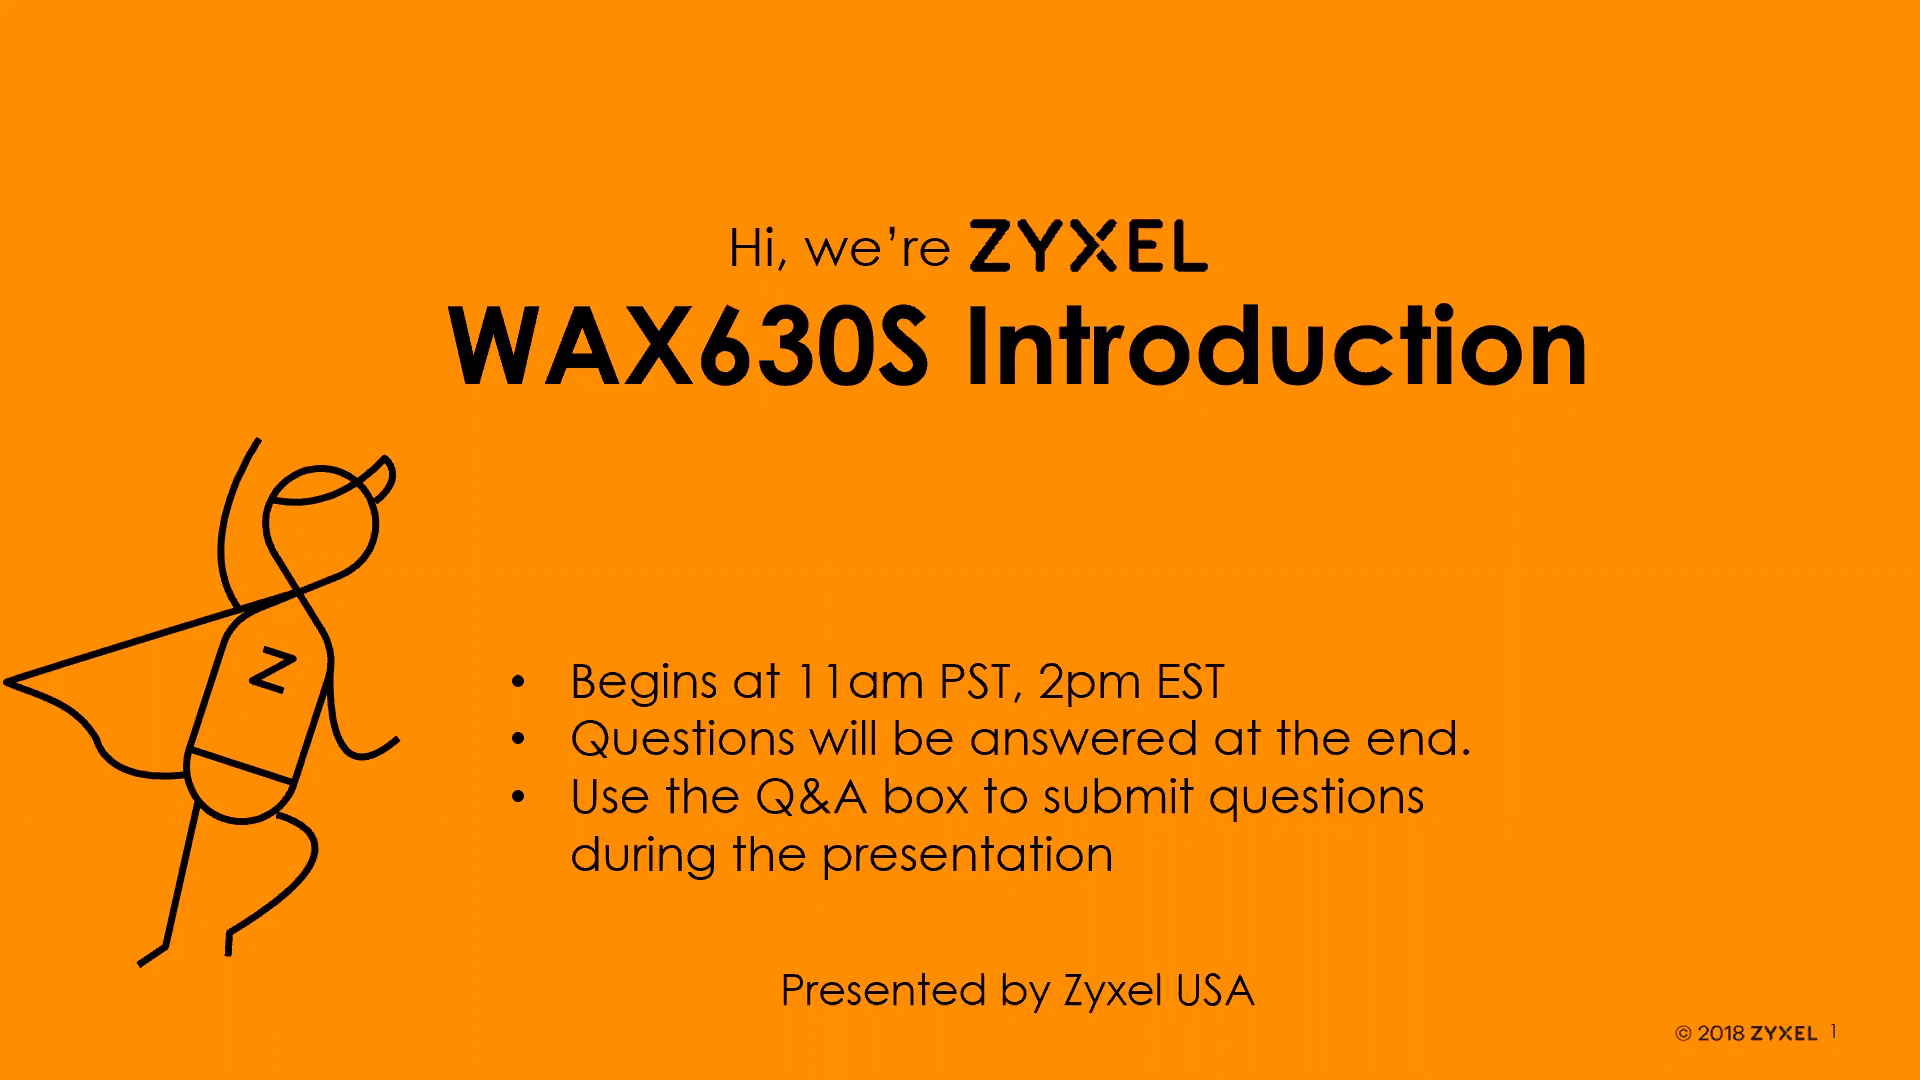 Hi, we’re ZYXEL
WAX630S Introduction
Z
• Begins at 11am PST, 2pm EST
• Questions will be answered at the end.
• Use the Q&A box to submit questions
during the presentation
Presented by Zyxel USA
© 2018 ZYXEL 1